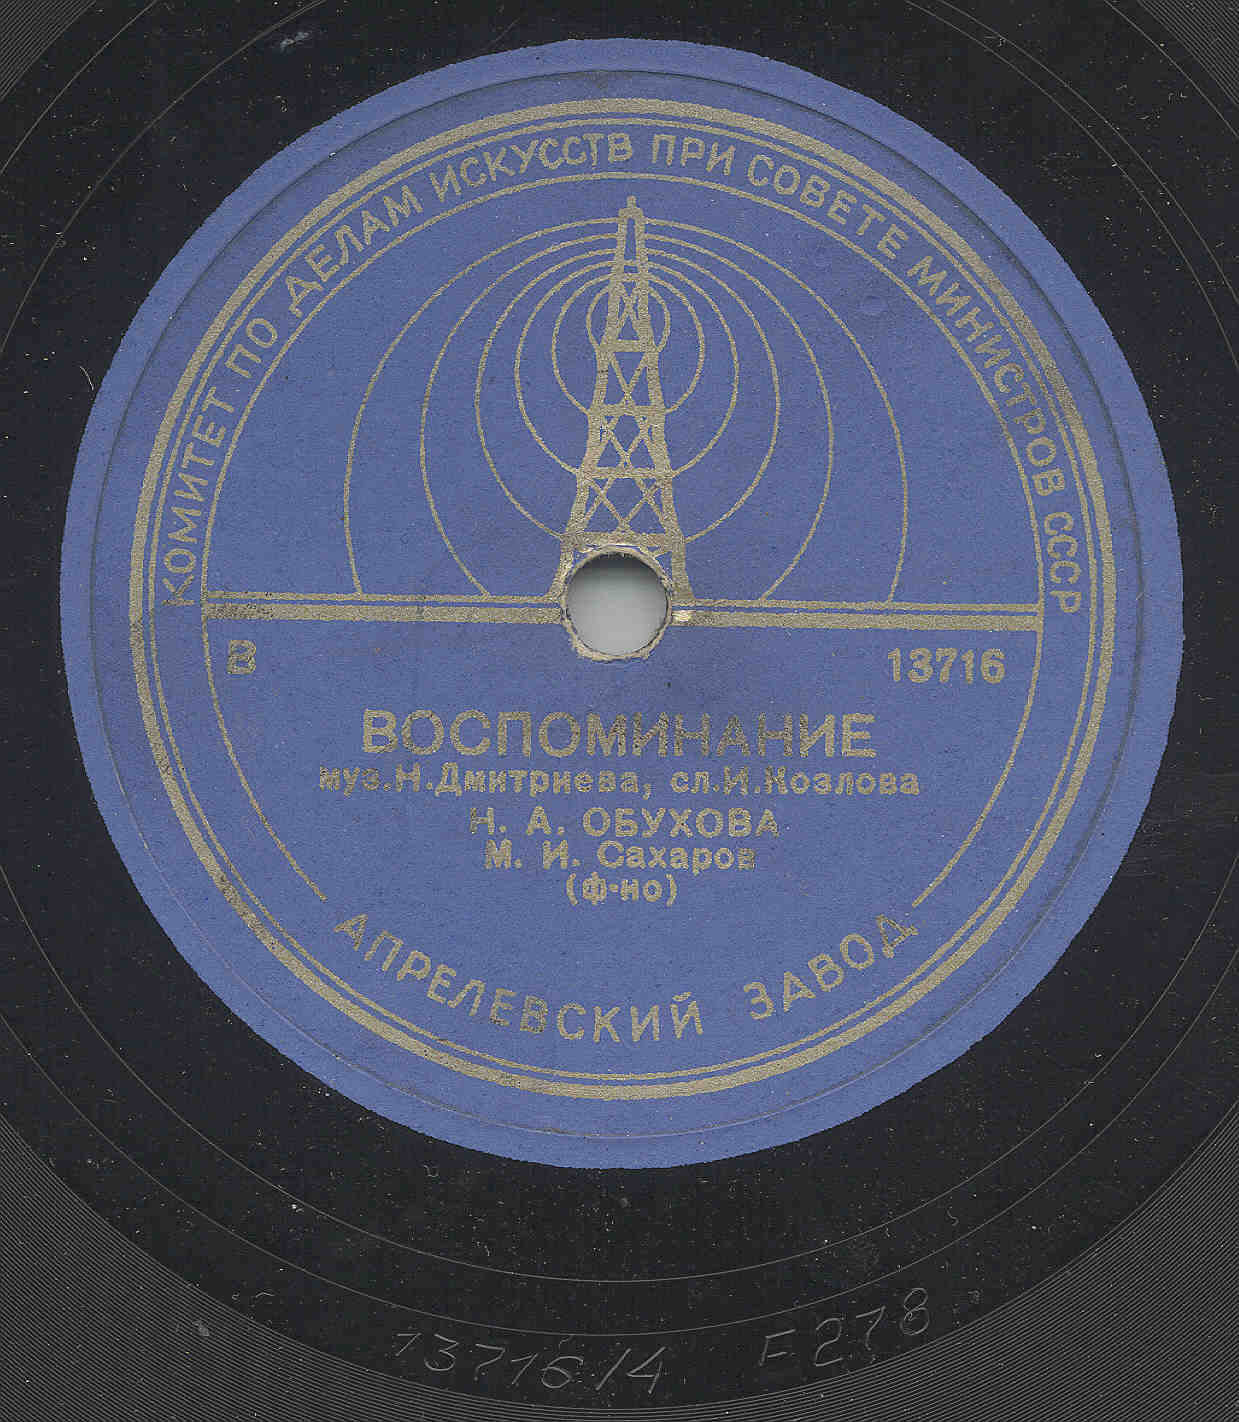 КОМИТЕТ ПО ДЕЛАМ ИСКУССТВ ПРИ СОВЕТЕ МИНИСТРОВ СССР
В 13716
ВОСПОМИНАНИЕ
муз.Н.Дмитриева, сл.И.Козлова
Н. А. ОБУХОВА
М. И. Сахаров
(ф-но)
АПРЕЛЕВСКИЙ ЗАВОД
13716/4 F278